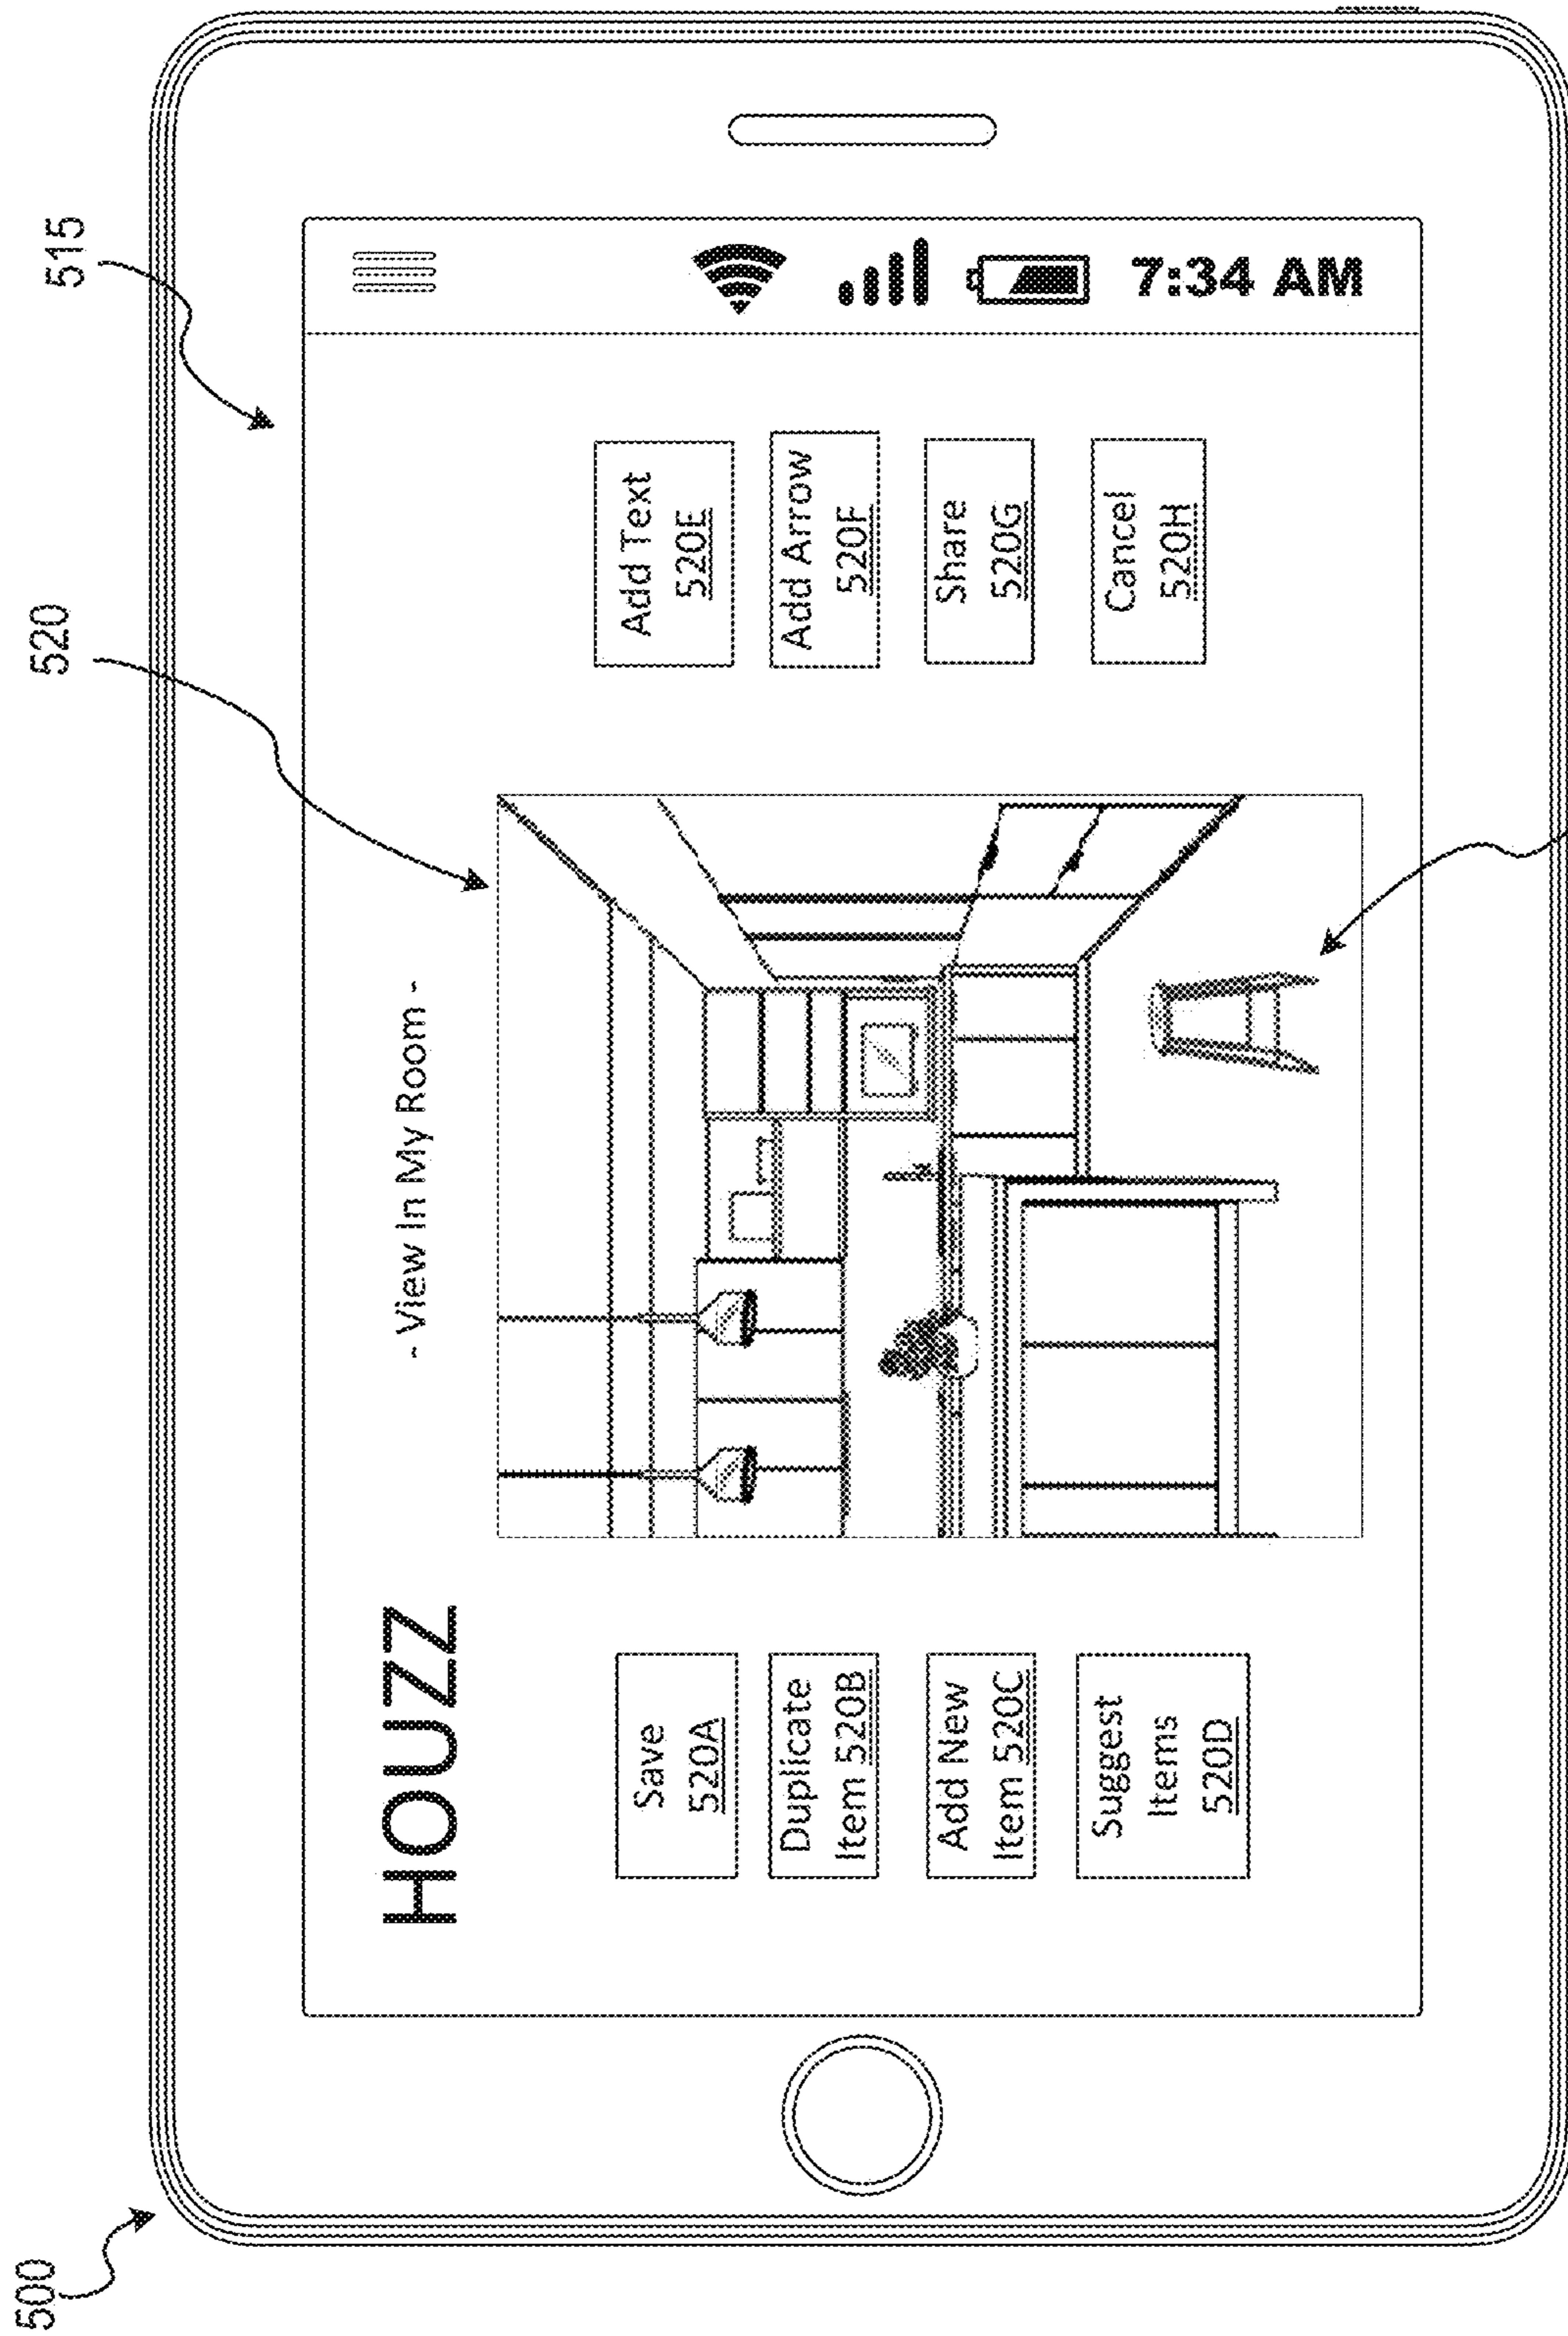 500
520
515
HOUZZ
- View In My Room -
7:34 AM
Save
520A
Duplicate
Item 520B
Add New
Item 520C
Suggest
Items
520D
Add Text
520E
Add Arrow
520F
Share
520G
Cancel
520H